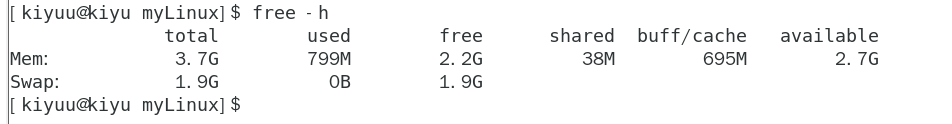 [kiyuu@kiyu myLinux]$ free -h
total used free shared buff/cache available
Mem: 3.7G 799M 2.2G 38M 695M 2.7G
Swap: 1.9G 0B 1.9G
[kiyuu@kiyu myLinux]$